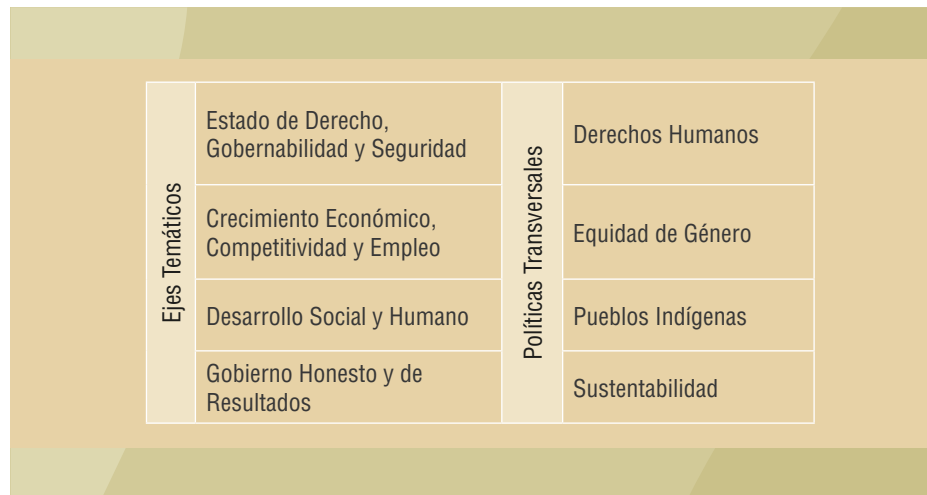 Ejes Temáticos
Estado de Derecho,
Gobernabilidad y Seguridad
Crecimiento Económico,
Competitividad y Empleo
Desarrollo Social y Humano
Gobierno Honesto y de
Resultados
Políticas Transversales
Derechos Humanos
Equidad de Género
Pueblos Indígenas
Sustentabilidad